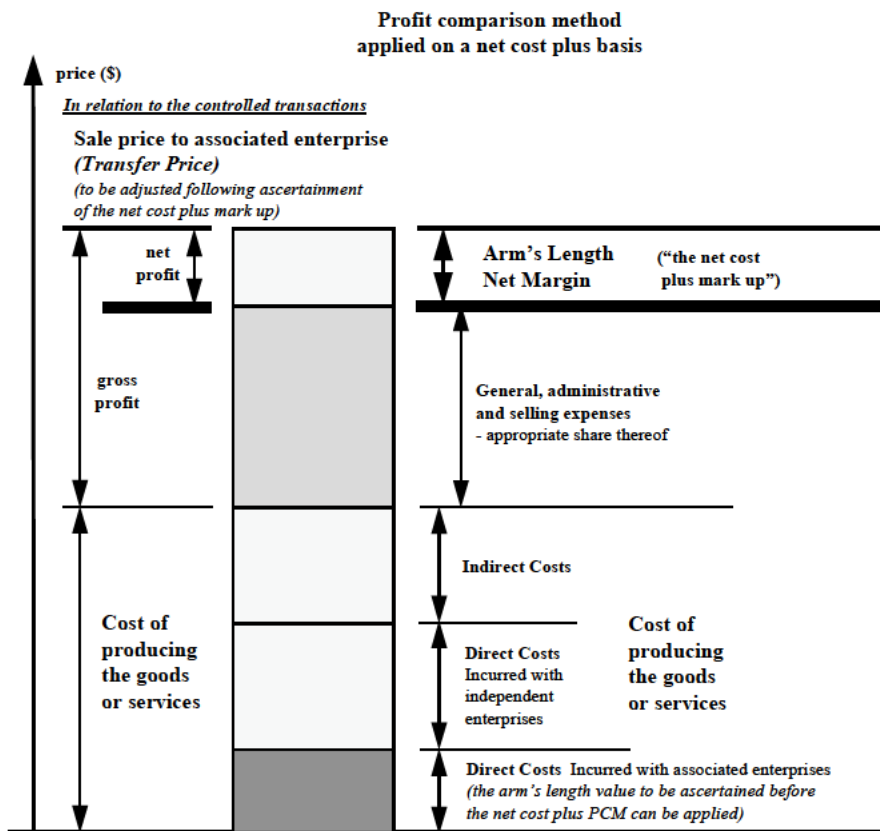 Profit comparison method
applied on a net cost plus basis
price ($)
In relation to the controlled transactions
Sale price to associated enterprise
(Transfer Price)
(to be adjusted following ascertainment
of the net cost plus mark up)
net
profit
Arm's Length
Net Margin
("the net cost
plus mark up")
gross
profit
General, administrative
and selling expenses
- appropriate share thereof
Indirect Costs
Cost of
producing
the goods
or services
Direct Costs
Incurred with
independent
enterprises
Cost of
producing
the goods
or services
Direct Costs Incurred with associated enterprises
(the arm's length value to be ascertained before
the net cost plus PCM can be applied)